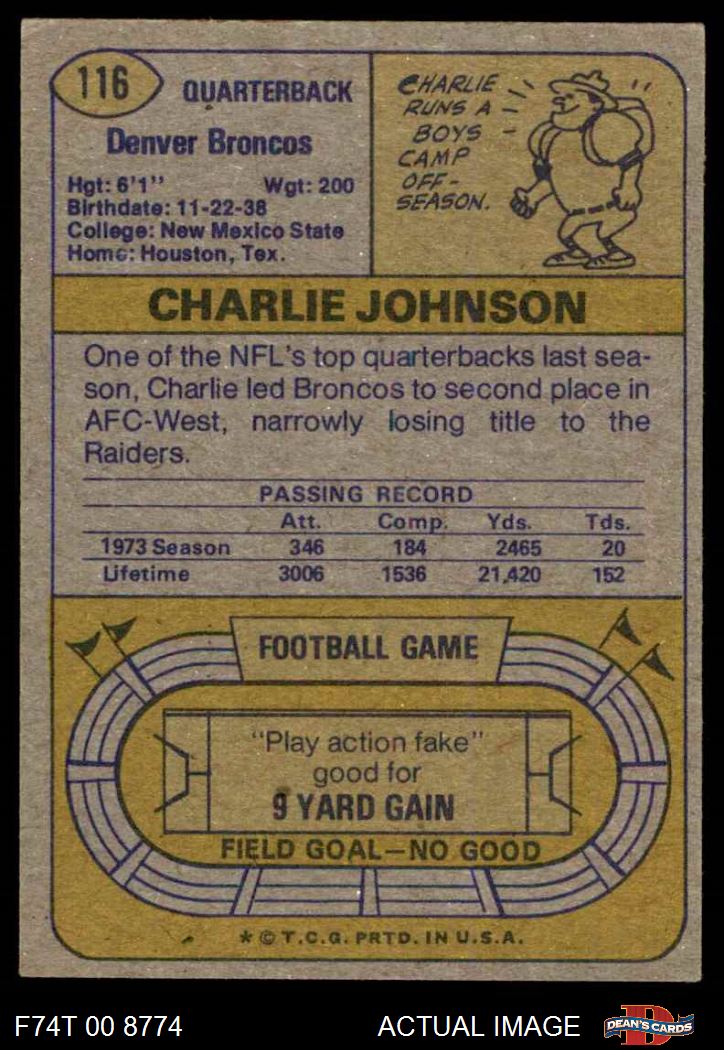 116
QUARTERBACK
Denver Broncos
Hgt: 6'1" Wgt: 200
Birthdate: 11-22-38
College: New Mexico State
Home: Houston, Tex.
CHARLIE
RUNS A
BOYS
CAMP
OFF-
SEASON.
CHARLIE JOHNSON
One of the NFL's top quarterbacks last sea-
son, Charlie led Broncos to second place in
AFC-West, narrowly losing title to the
Raiders.
PASSING RECORD
Att. Comp. Yds. Tds.
1973 Season 346 184 2465 20
Lifetime 3006 1536 21,420 152
FOOTBALL GAME
"Play action fake"
good for
9 YARD GAIN
FIELD GOAL—NO GOOD
* © T.C.G. PRTD. IN U.S.A.
F74T 00 8774 ACTUAL IMAGE
D
DEAN'S CARDS